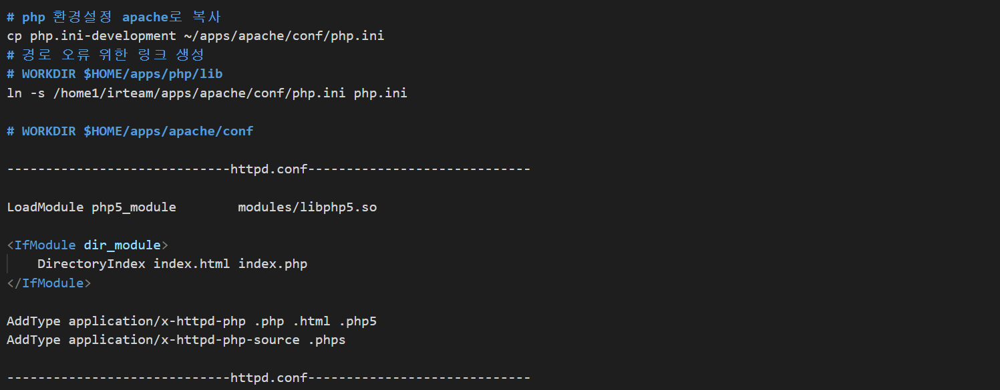 # php 환경설정 apache로 복사
cp php.ini-development ~/apps/apache/conf/php.ini
# 경로 오류 위한 링크 생성
# WORKDIR $HOME/apps/php/lib
ln -s /home1/irteam/apps/apache/conf/php.ini php.ini
# WORKDIR $HOME/apps/apache/conf
-----------------------------httpd.conf-----------------------------
LoadModule php5_module        modules/libphp5.so
<IfModule dir_module>
    DirectoryIndex index.html index.php
</IfModule>
AddType application/x-httpd-php .php .html .php5
AddType application/x-httpd-php-source .phps
-----------------------------httpd.conf-----------------------------